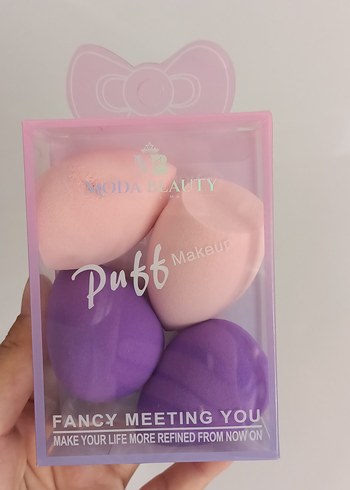 MODA BEAUTY
Puff Makeup
FANCY MEETING YOU
MAKE YOUR LIFE MORE REFINED FROM NOW ON